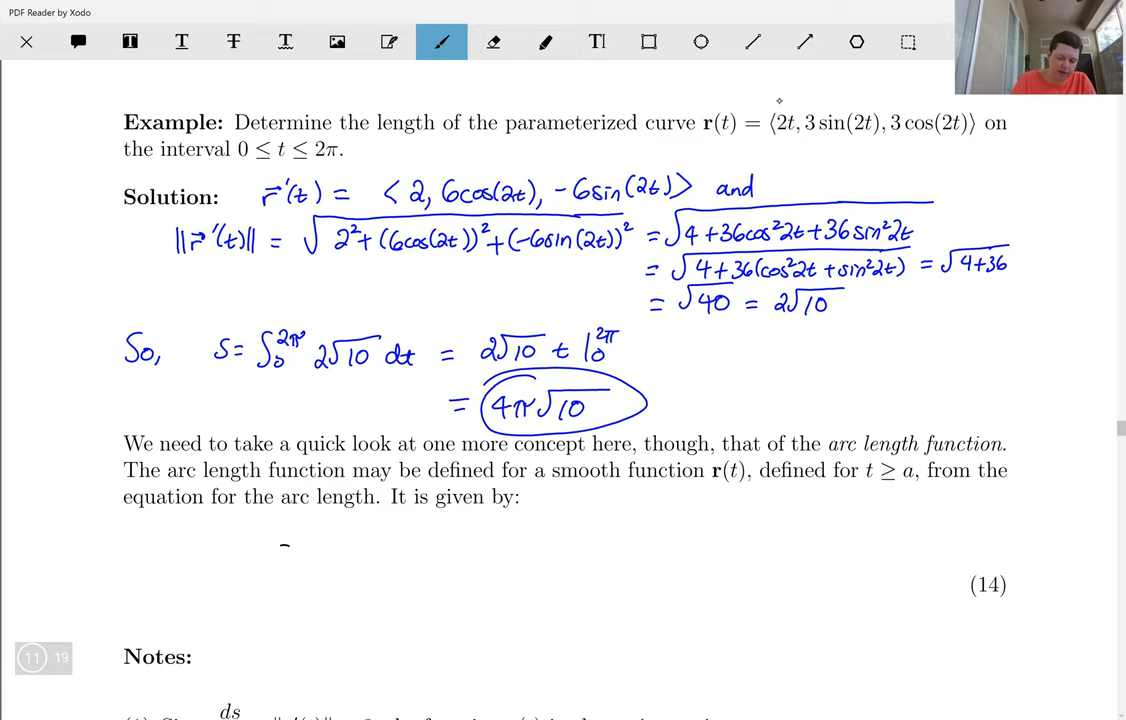 PDF Reader by Xodo
Example: Determine the length of the parameterized curve r(t) = ⟨2t, 3 sin(2t), 3 cos(2t)⟩ on
the interval 0 ≤ t ≤ 2π.
Solution: r⃗'(t) = ⟨2, 6cos(2t), -6sin(2t)⟩ and
||r⃗'(t)|| = √(2² + (6cos(2t))² + (-6sin(2t))²) = √(4 + 36cos²2t + 36sin²2t)
= √(4 + 36(cos²2t + sin²2t)) = √(4+36)
= √40 = 2√10
So, s = ∫₀^2π 2√10 dt = 2√10 t |₀^2π
= 4π√10
We need to take a quick look at one more concept here, though, that of the arc length function.
The arc length function may be defined for a smooth function r(t), defined for t ≥ a, from the
equation for the arc length. It is given by:
(14)
11 19
Notes:
ds